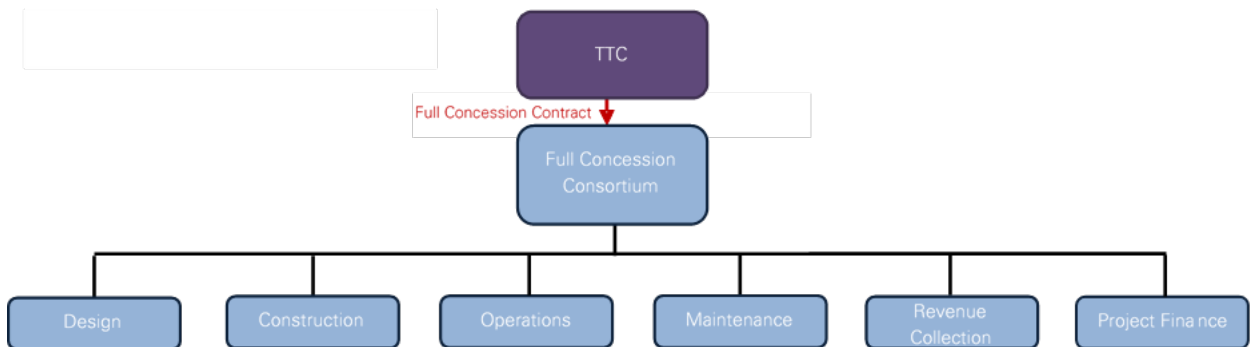 TTC
Full Concession Contract
Full Concession
Consortium
Design
Construction
Operations
Maintenance
Revenue
Collection
Project Finance